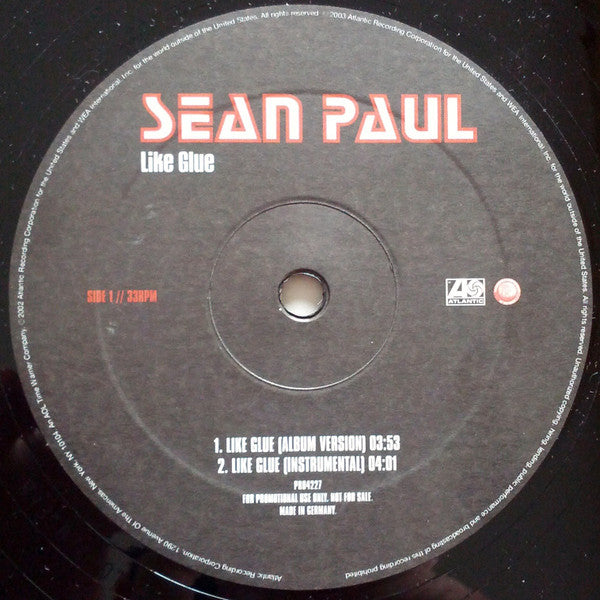 SEAN PAUL
Like Glue
SIDE 1 // 33RPM
ATLANTIC
1. LIKE GLUE (ALBUM VERSION) 03:53
2. LIKE GLUE (INSTRUMENTAL) 04:01
PR04227
FOR PROMOTIONAL USE ONLY. NOT FOR SALE.
MADE IN GERMANY.
Atlantic Recording Corporation, 1290 Avenue Of The Americas, New York, NY 10104 An AOL Time Warner Company. ℗ 2002 Atlantic Recording Corporation for the United States and WEA International, Inc. for the world outside of the United States. All rights reserved. ©2003 Atlantic Recording Corporation for the United States, and WEA International, Inc. for the world outside of the United States. All rights reserved. Unauthorized copying, hiring, lending, public performance and broadcasting of this recording prohibited.